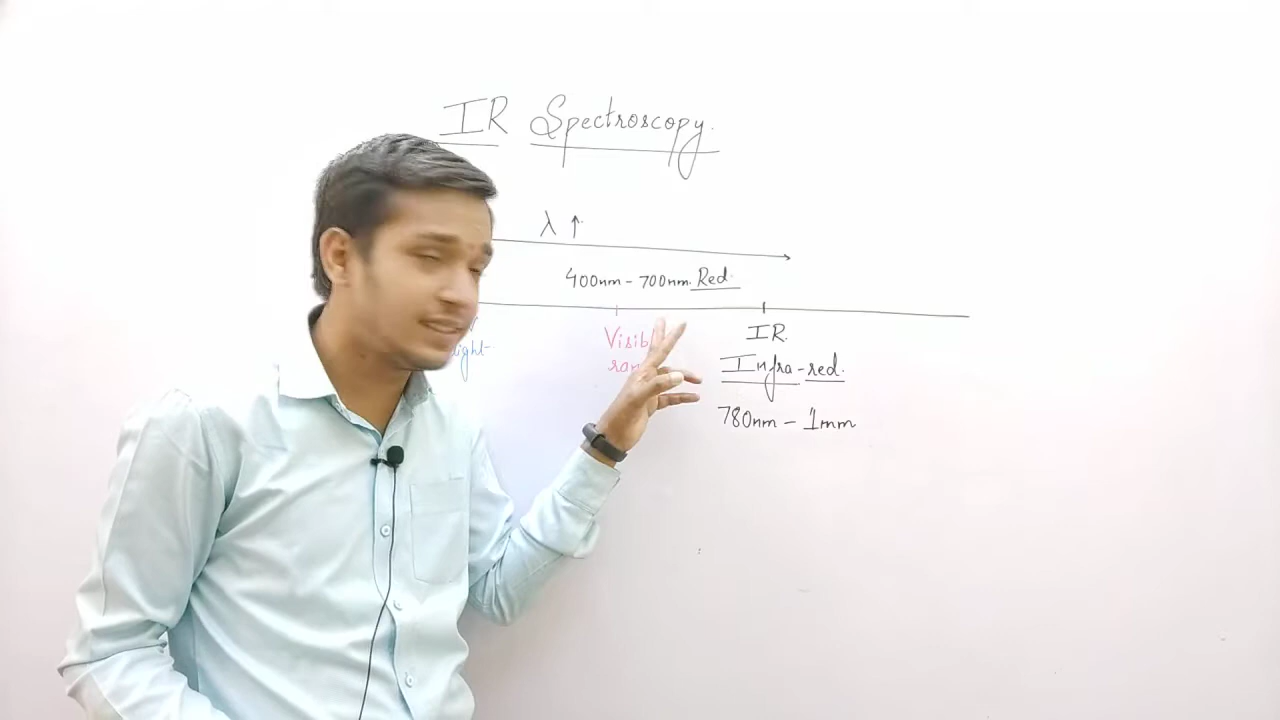 IR Spectroscopy.
λ ↑
400nm - 700nm. Red.
IR.
Infra-red.
780nm - 1mm